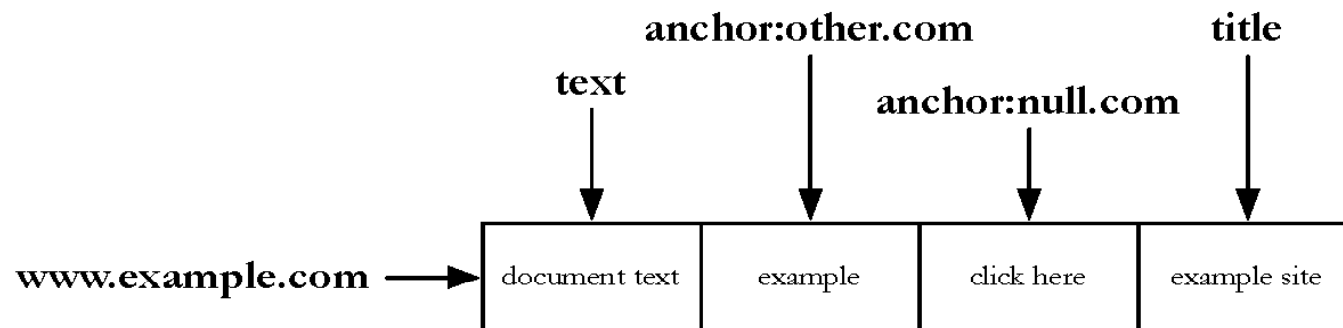 anchor:other.com
title
text
anchor:null.com
www.example.com
document text
example
click here
example site